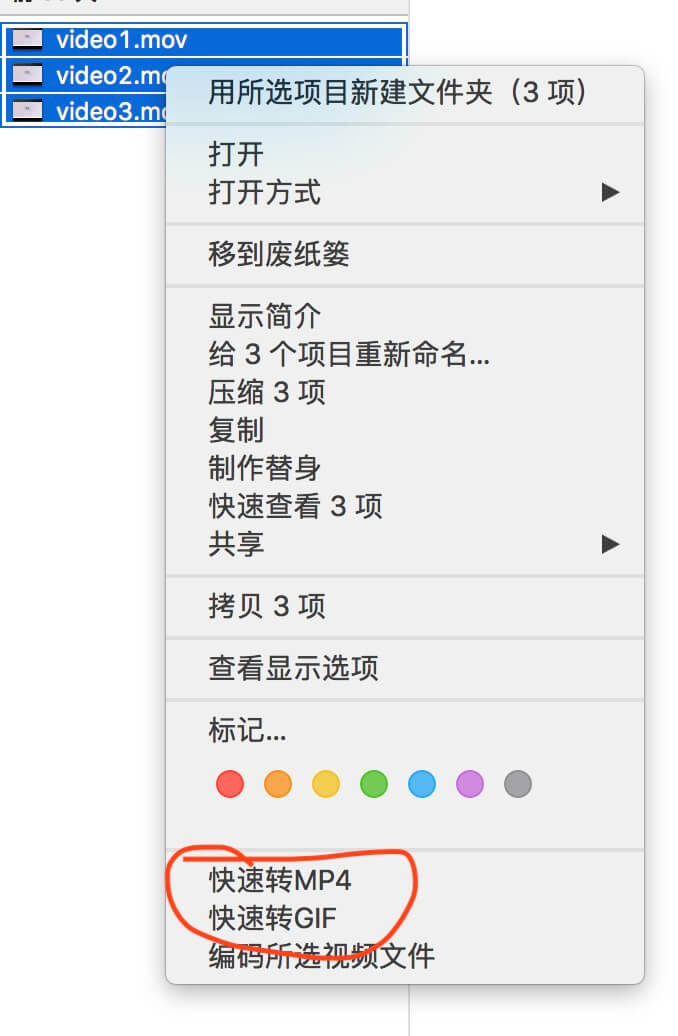 video1.mov
video2.mo
video3.mo
用所选项目新建文件夹（3 项）
打开
打开方式
移到废纸篓
显示简介
给 3 个项目重新命名...
压缩 3 项
复制
制作替身
快速查看 3 项
共享
拷贝 3 项
查看显示选项
标记...
快速转MP4
快速转GIF
编码所选视频文件